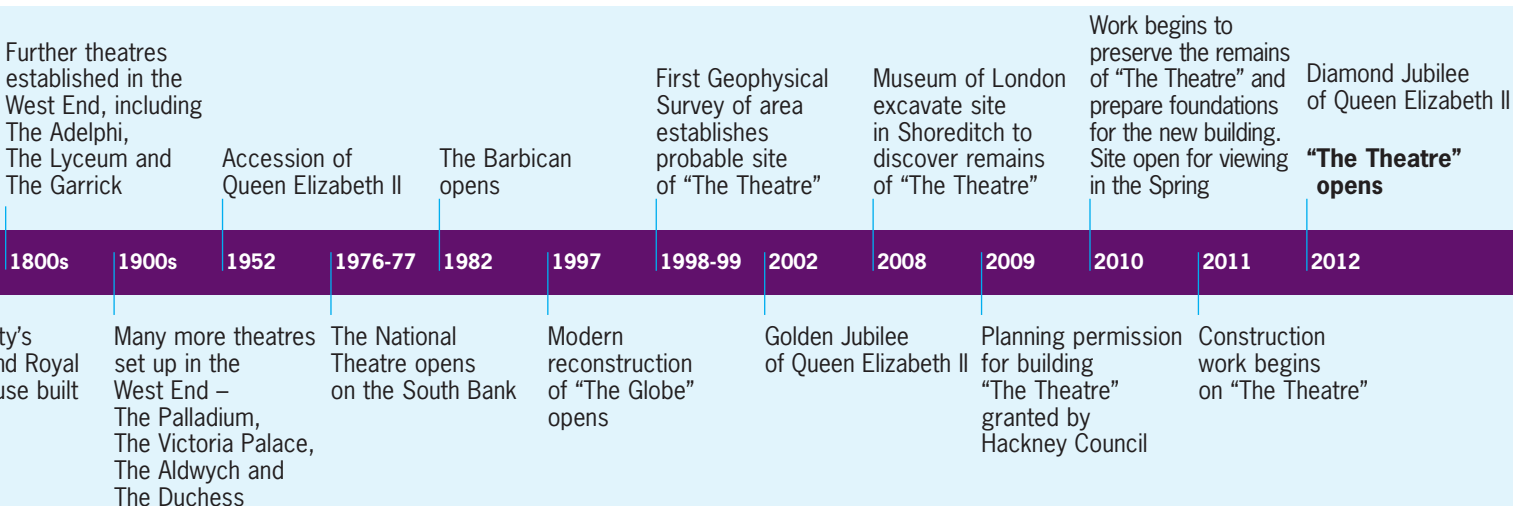 Further theatres
established in the
West End, including
The Adelphi,
The Lyceum and
The Garrick
Accession of
Queen Elizabeth II
The Barbican
opens
First Geophysical
Survey of area
establishes
probable site
of “The Theatre”
Museum of London
excavate site
in Shoreditch to
discover remains
of “The Theatre”
Work begins to
preserve the remains
of “The Theatre” and
prepare foundations
for the new building.
Site open for viewing
in the Spring
Diamond Jubilee
of Queen Elizabeth II
“The Theatre”
opens
1800s 1900s 1952 1976-77 1982 1997 1998-99 2002 2008 2009 2010 2011 2012
ty’s
nd Royal
use built
Many more theatres
set up in the
West End –
The Palladium,
The Victoria Palace,
The Aldwych and
The Duchess
The National
Theatre opens
on the South Bank
Modern
reconstruction
of “The Globe”
opens
Golden Jubilee
of Queen Elizabeth II
Planning permission
for building
“The Theatre”
granted by
Hackney Council
Construction
work begins
on “The Theatre”